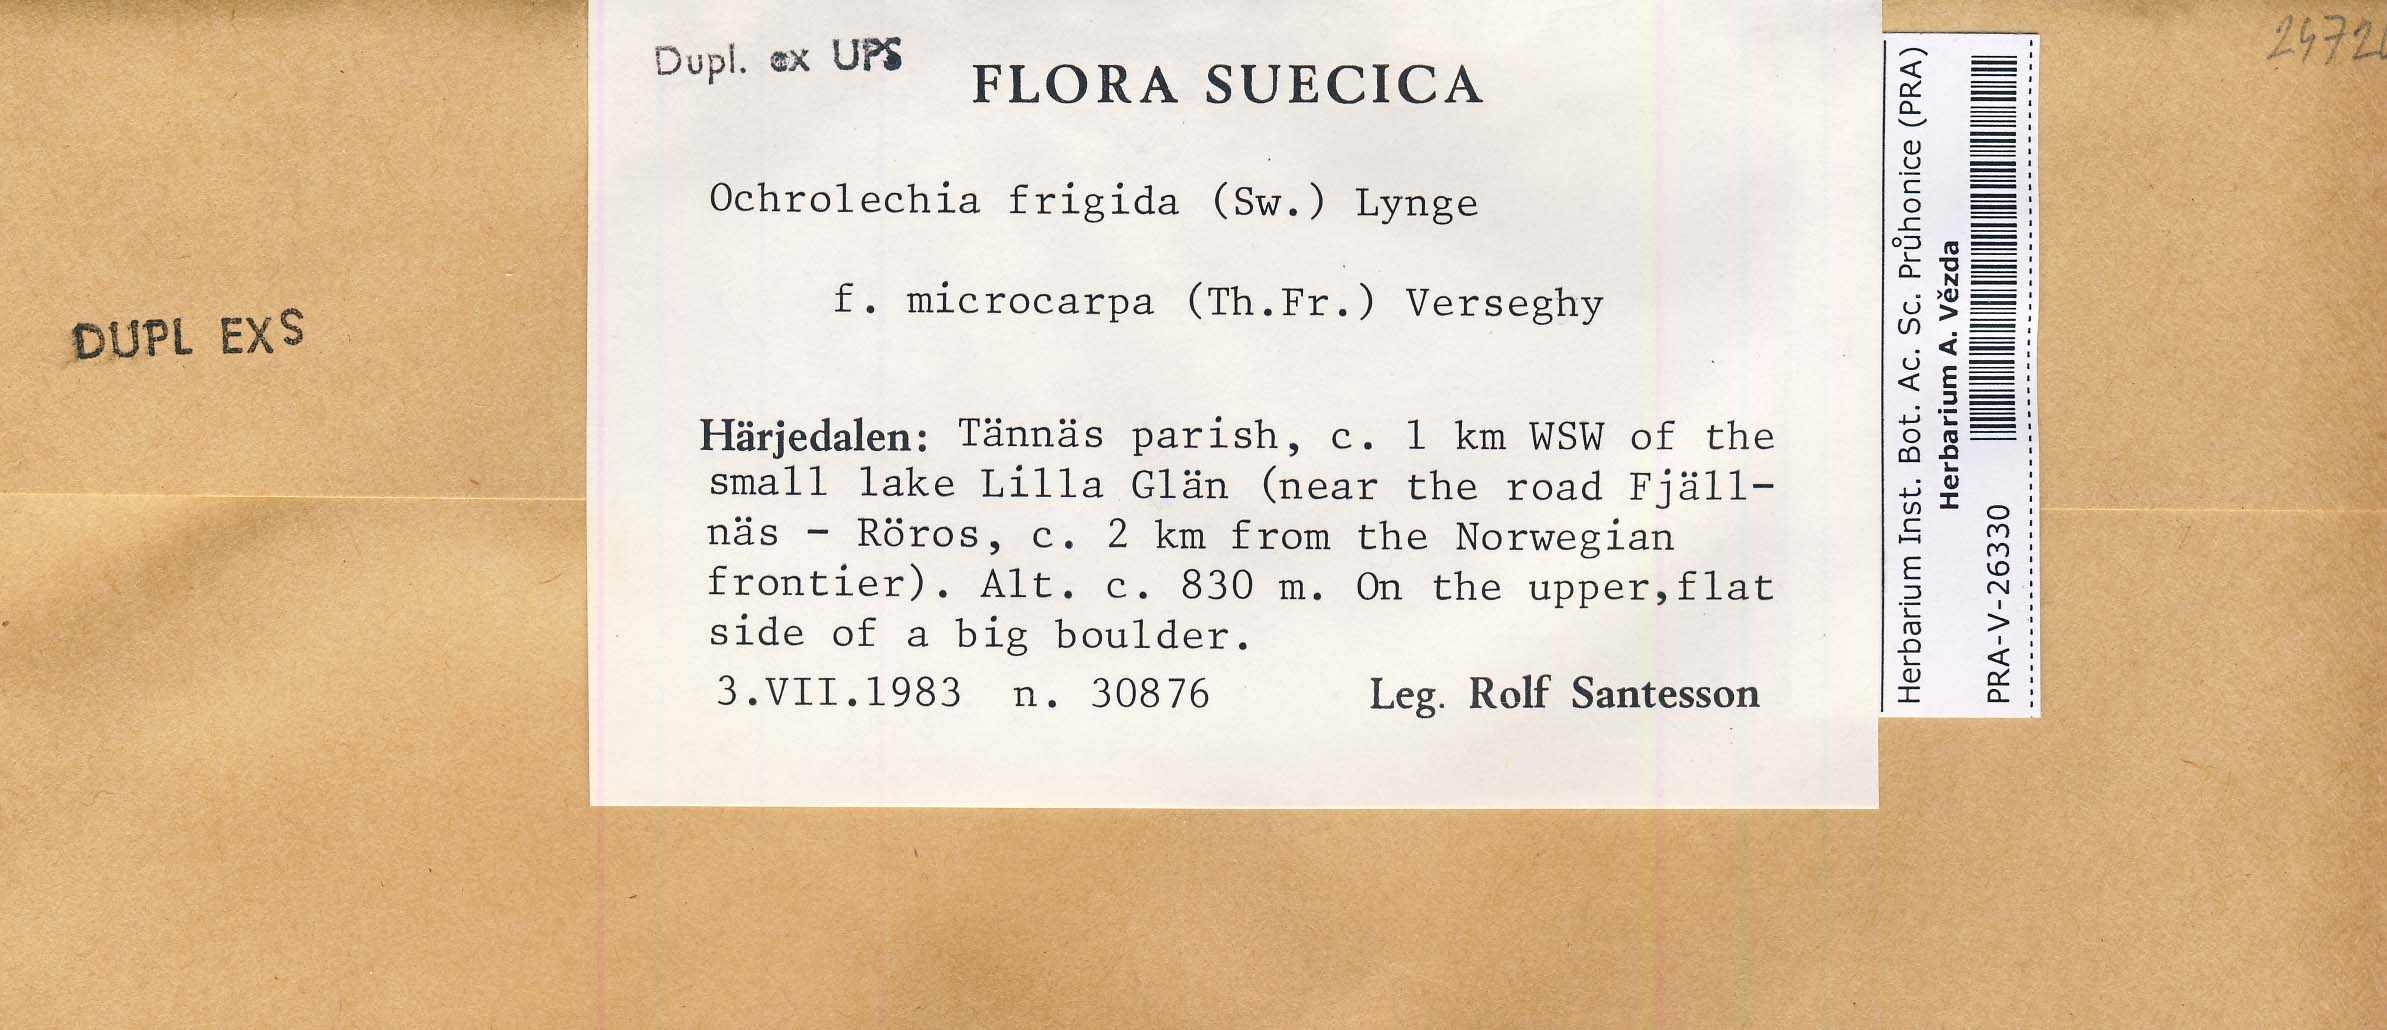 Dupl. ex UPS
FLORA SUECICA
Ochrolechia frigida (Sw.) Lynge
f. microcarpa (Th.Fr.) Verseghy
Härjedalen: Tännäs parish, c. 1 km WSW of the
small lake Lilla Glän (near the road Fjäll-
näs - Röros, c. 2 km from the Norwegian
frontier). Alt. c. 830 m. On the upper,flat
side of a big boulder.
3.VII.1983 n. 30876 Leg. Rolf Santesson
DUPL EXS
Herbarium Inst. Bot. Ac. Sc. Průhonice (PRA)
Herbarium A. Vězda
PRA-V-26330